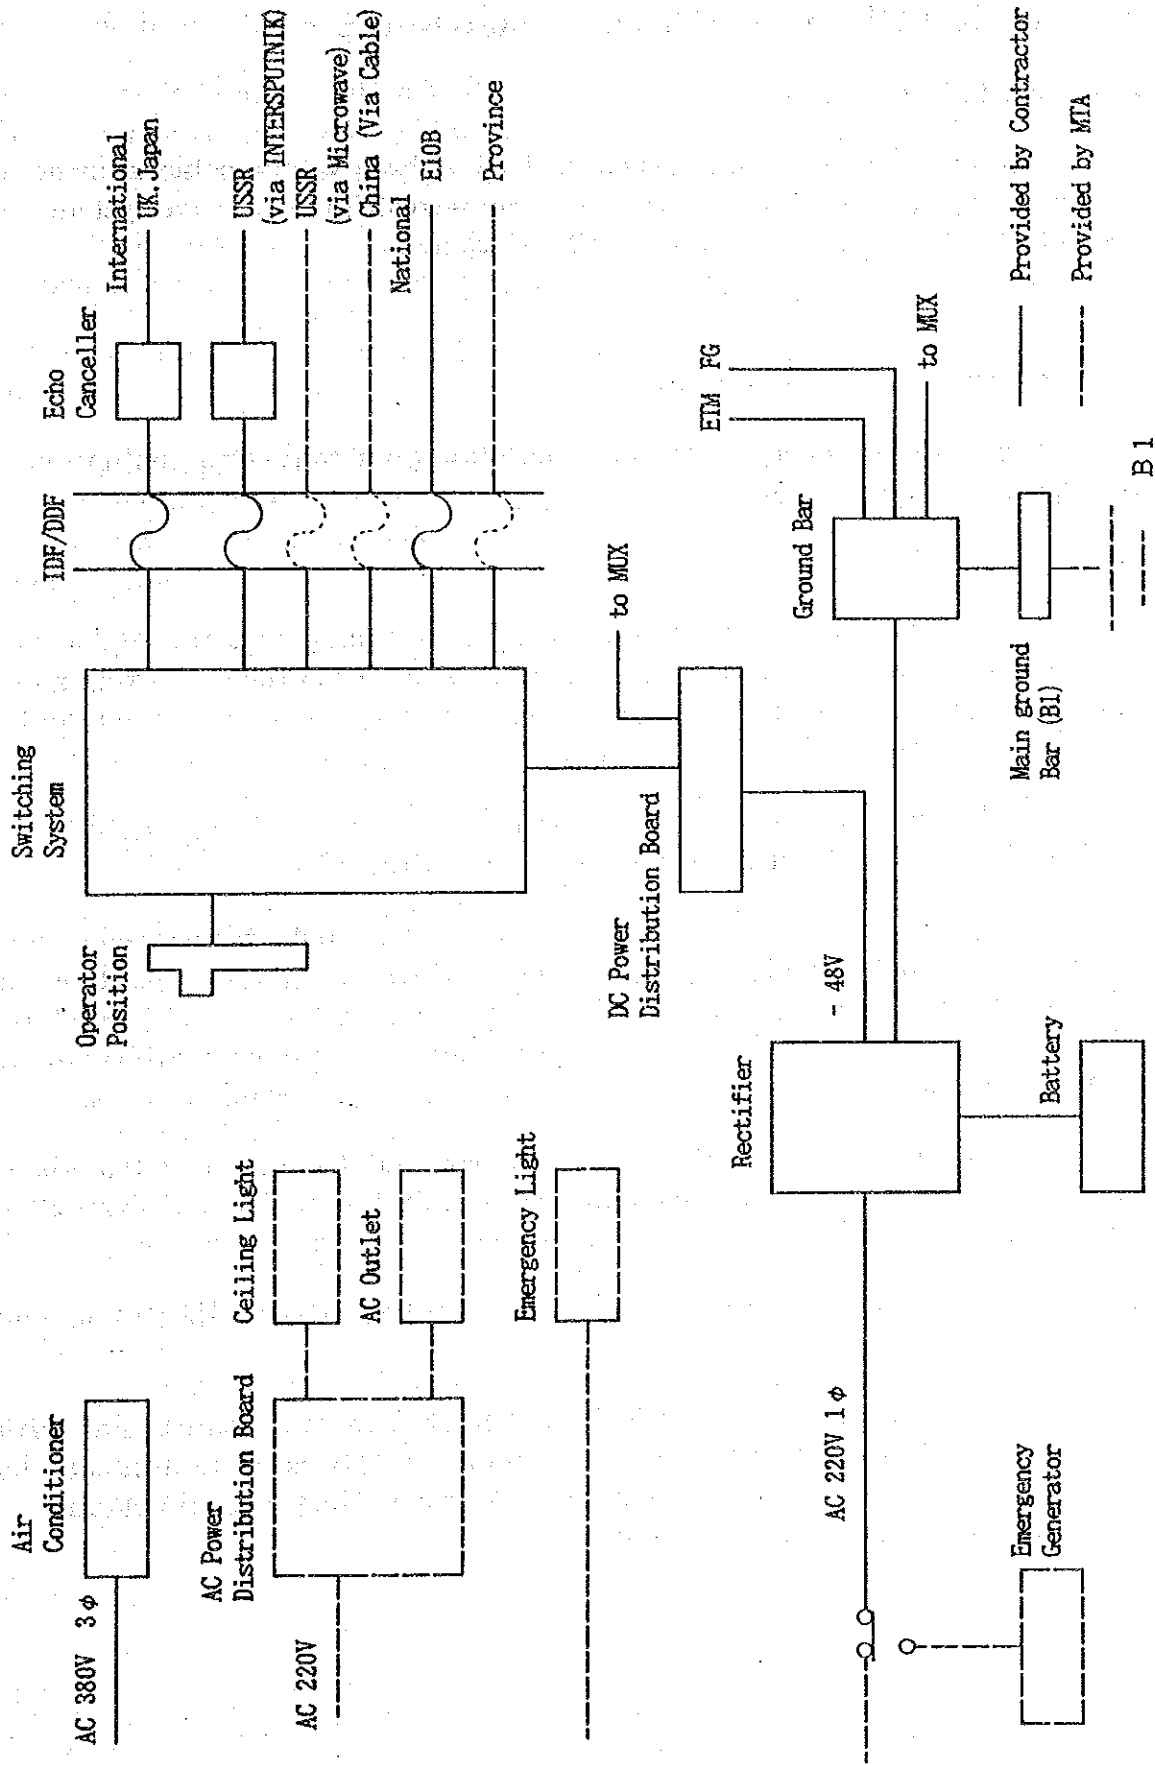 Air
Conditioner
AC 380V 3φ
AC Power
Distribution Board
AC 220V
Ceiling Light
AC Outlet
Emergency Light
Operator
Position
Switching
System
IDF/DDF
Echo
Canceller
International
UK.Japan
USSR
(via INTERSPUTNIK)
USSR
(via Microwave)
China (Via Cable)
National
E10B
Province
DC Power
Distribution Board
to MUX
Rectifier
- 48V
Battery
AC 220V 1φ
Emergency
Generator
Ground Bar
ETM FG
to MUX
Main ground
Bar (B1)
B 1
Provided by Contractor
Provided by MTA